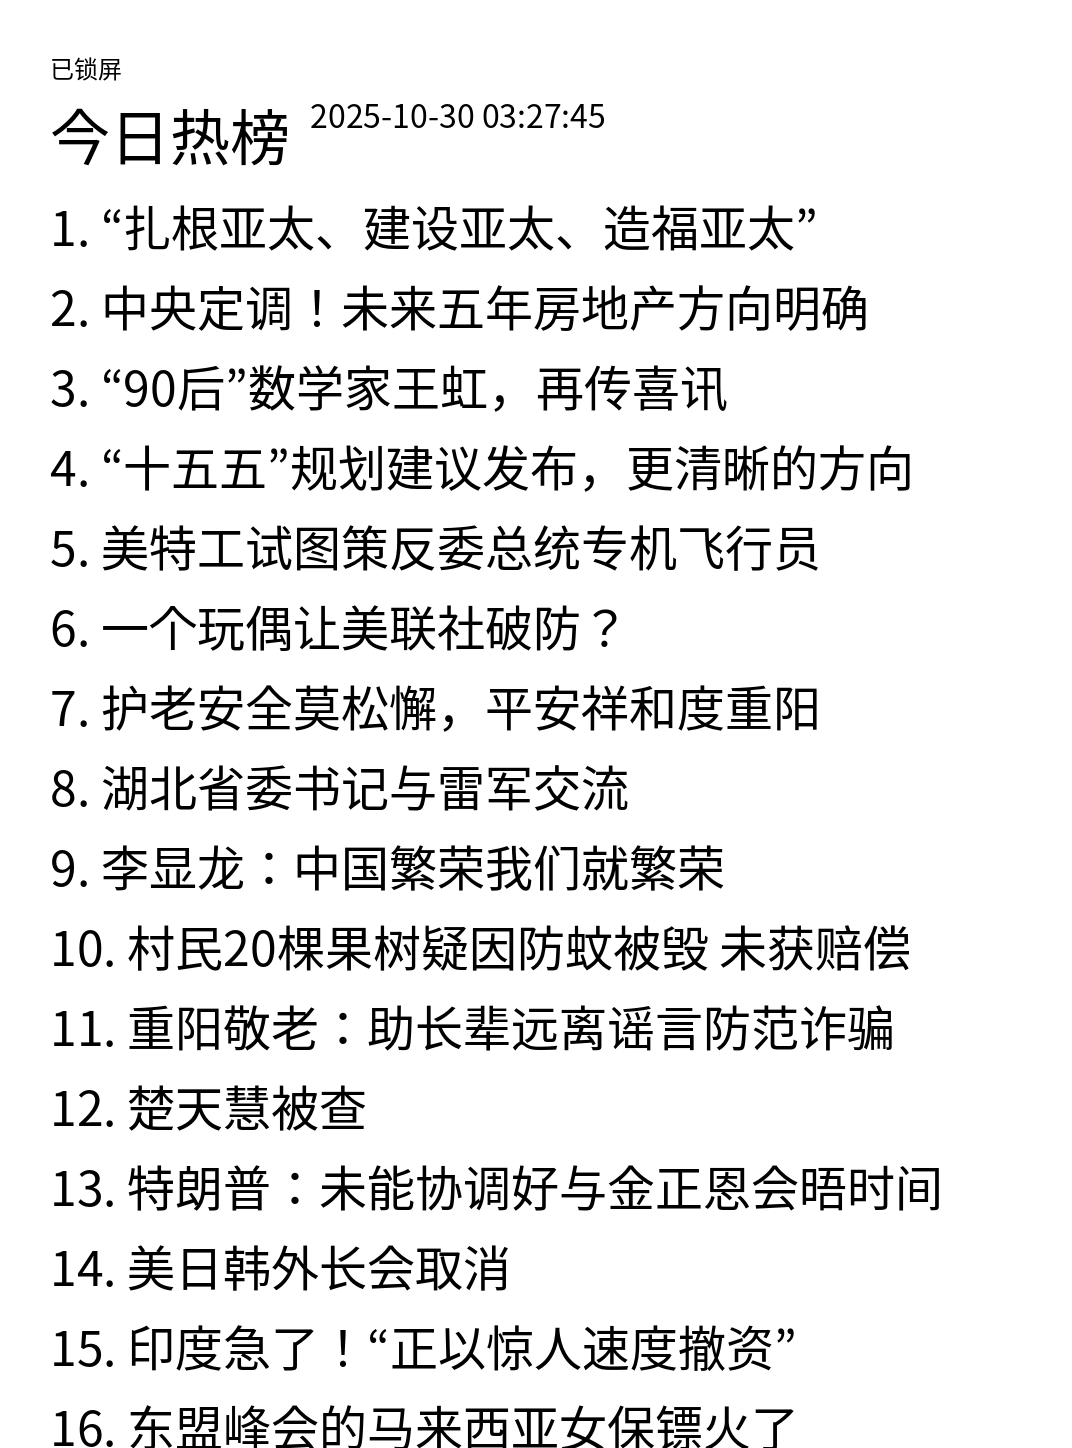 已锁屏
今日热榜 2025-10-30 03:27:45
1. “扎根亚太、建设亚太、造福亚太”
2. 中央定调！未来五年房地产方向明确
3. “90后”数学家王虹，再传喜讯
4. “十五五”规划建议发布，更清晰的方向
5. 美特工试图策反委总统专机飞行员
6. 一个玩偶让美联社破防？
7. 护老安全莫松懈，平安祥和度重阳
8. 湖北省委书记与雷军交流
9. 李显龙：中国繁荣我们就繁荣
10. 村民20棵果树疑因防蚊被毁 未获赔偿
11. 重阳敬老：助长辈远离谣言防范诈骗
12. 楚天慧被查
13. 特朗普：未能协调好与金正恩会晤时间
14. 美日韩外长会取消
15. 印度急了！“正以惊人速度撤资”
16. 东盟峰会的马来西亚女保镖火了